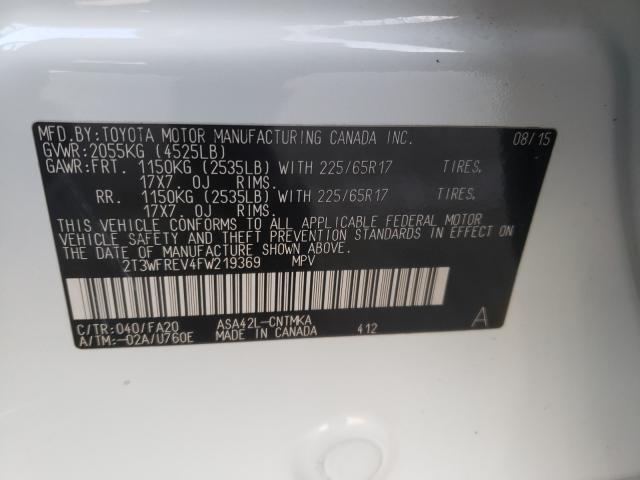 MFD.BY:TOYOTA MOTOR MANUFACTURING CANADA INC. 08/15
GVWR:2055KG (4525LB)
GAWR:FRT. 1150KG (2535LB) WITH 225/65R17 TIRES,
17X7. 0J RIMS.
RR. 1150KG (2535LB) WITH 225/65R17 TIRES,
17X7. 0J RIMS.
THIS VEHICLE CONFORMS TO ALL APPLICABLE FEDERAL MOTOR
VEHICLE SAFETY AND THEFT PREVENTION STANDARDS IN EFFECT ON
THE DATE OF MANUFACTURE SHOWN ABOVE.
2T3WFREV4FW219369 MPV
C/TR:040/FA20 ASA42L-CNTMKA 412 A
A/TM:-02A/U760E MADE IN CANADA